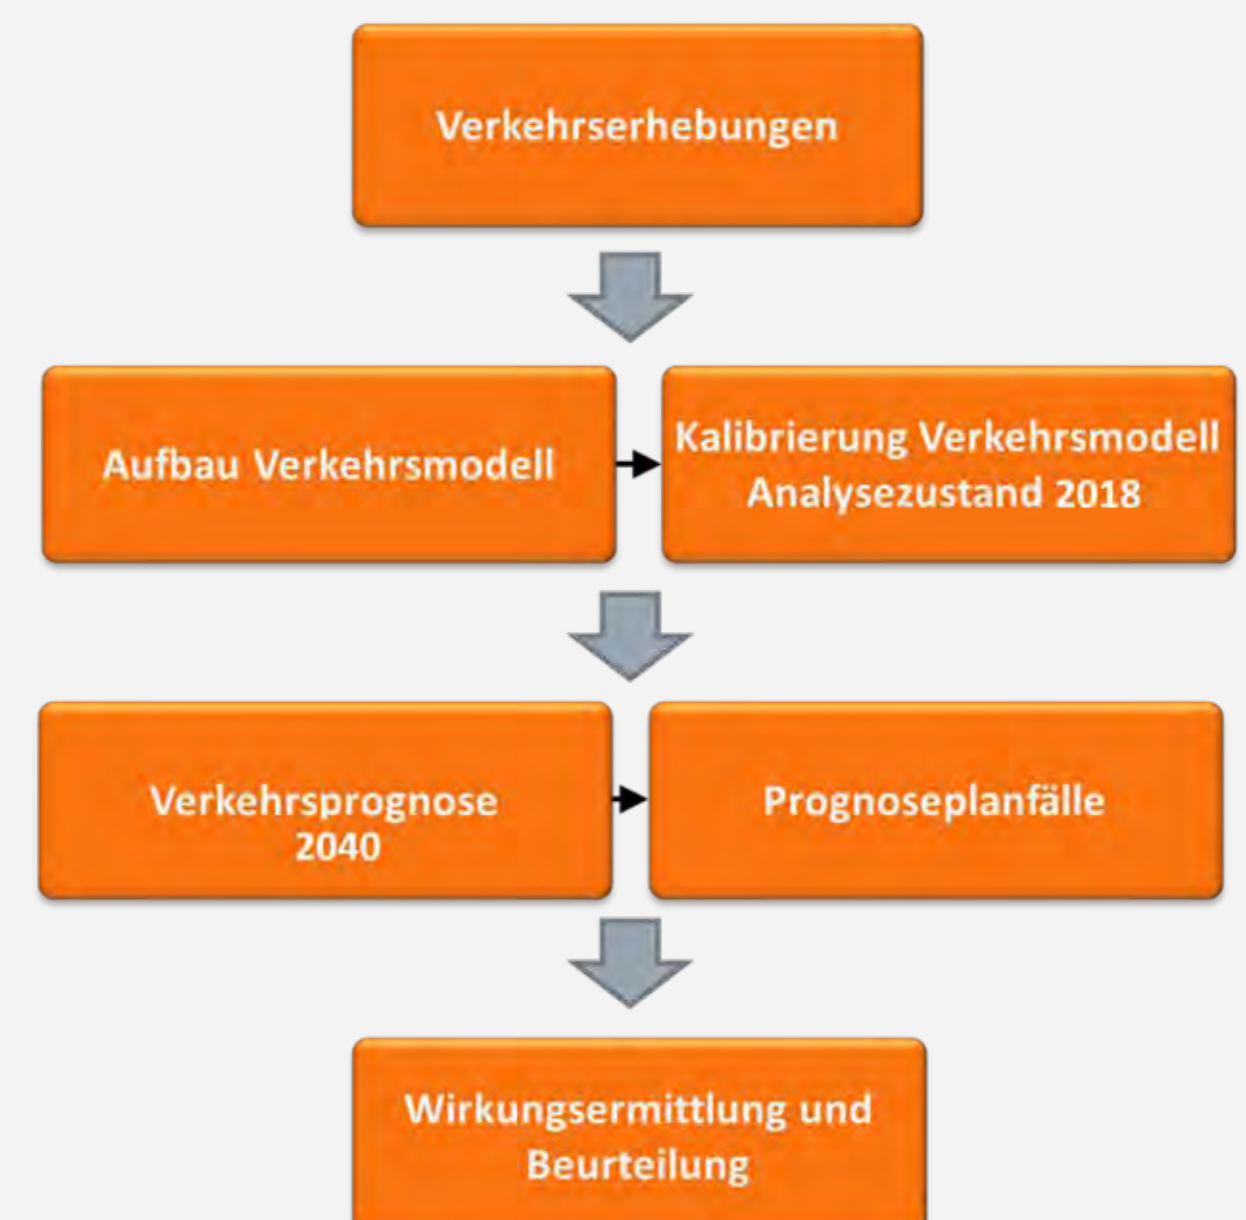 Verkehrserhebungen
Aufbau Verkehrsmodell
Kalibrierung Verkehrsmodell
Analysezustand 2018
Verkehrsprognose
2040
Prognoseplanfälle
Wirkungsermittlung und
Beurteilung